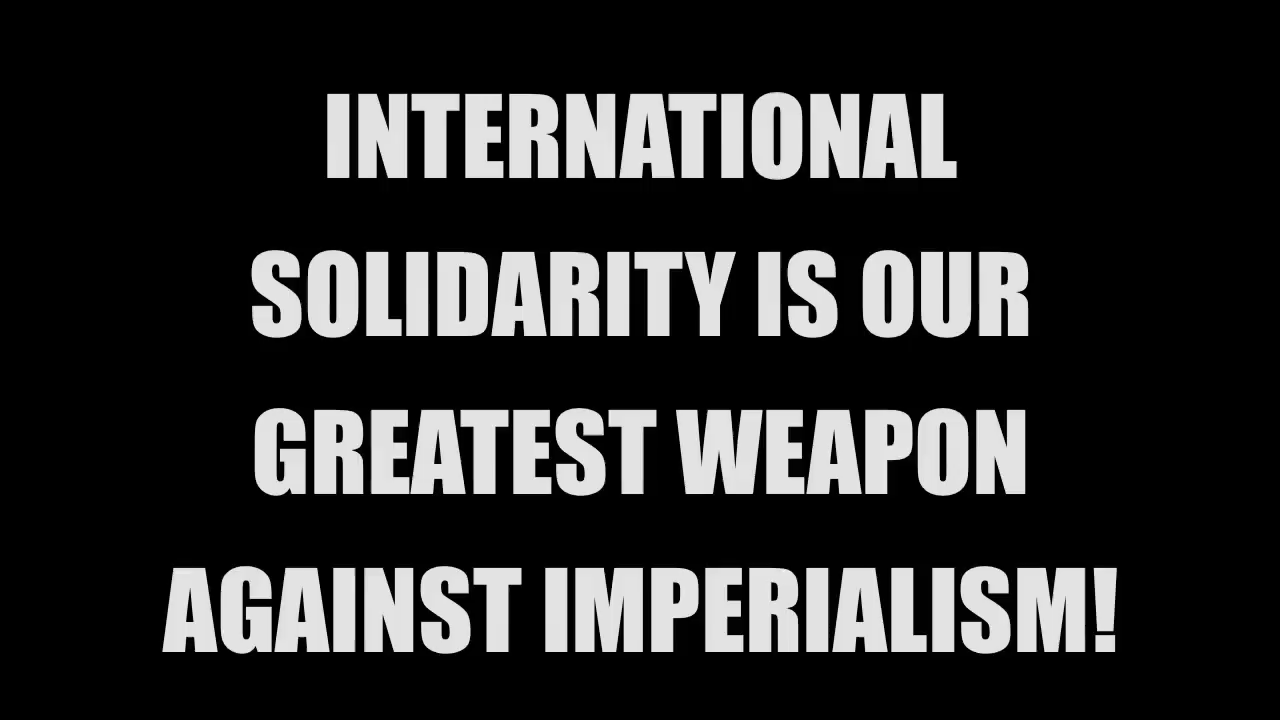 INTERNATIONAL
SOLIDARITY IS OUR
GREATEST WEAPON
AGAINST IMPERIALISM!